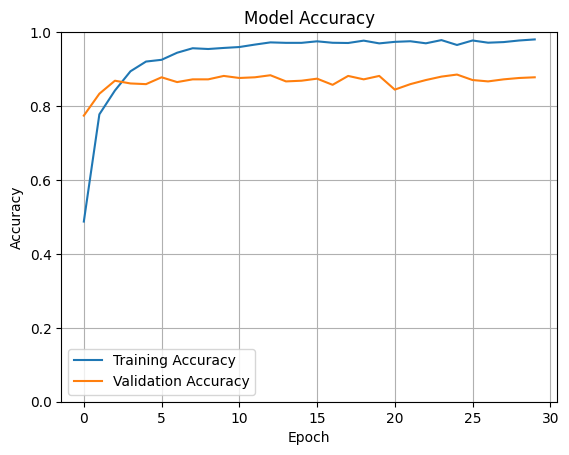 Model Accuracy
1.0
0.8
0.6
0.4
0.2
0.0
Accuracy
Training Accuracy
Validation Accuracy
0 5 10 15 20 25 30
Epoch